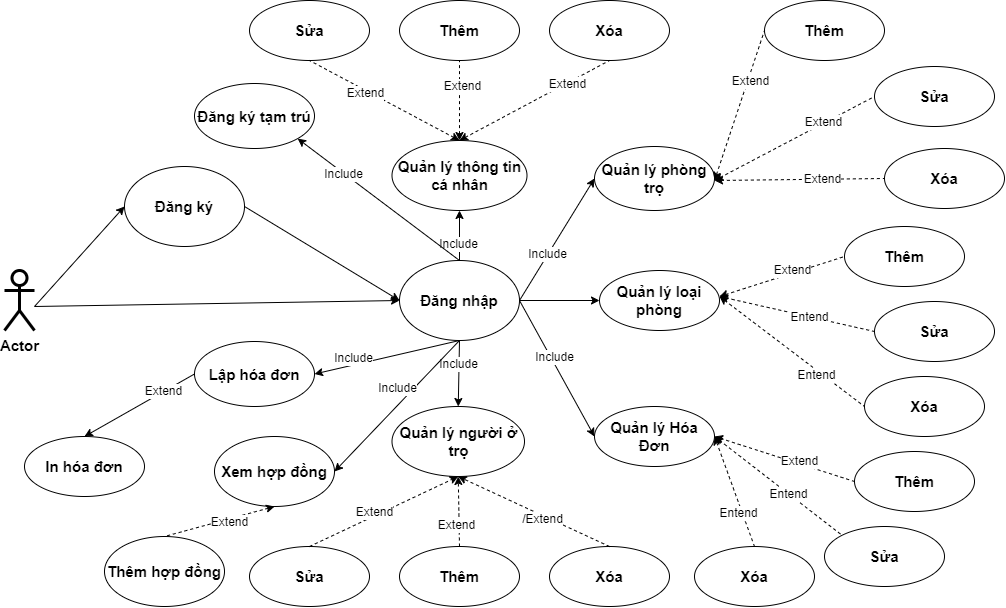 Sửa
Thêm
Xóa
Thêm
Extend
Extend
Extend
Extend
Sửa
Đăng ký tạm trú
Extend
Quản lý thông tin
cá nhân
Quản lý phòng
trọ
Include
Extend
Xóa
Đăng ký
Include
Include
Thêm
Extend
Actor
Đăng nhập
Quản lý loại
phòng
Entend
Sửa
Include
Include
Include
Lập hóa đơn
Entend
Include
Extend
Xóa
Quản lý người ở
trọ
Quản lý Hóa
Đơn
In hóa đơn
Xem hợp đồng
Extend
Thêm
Entend
Extend
Extend
Extend
/Extend
Entend
Sửa
Thêm hợp đồng
Sửa
Thêm
Xóa
Xóa